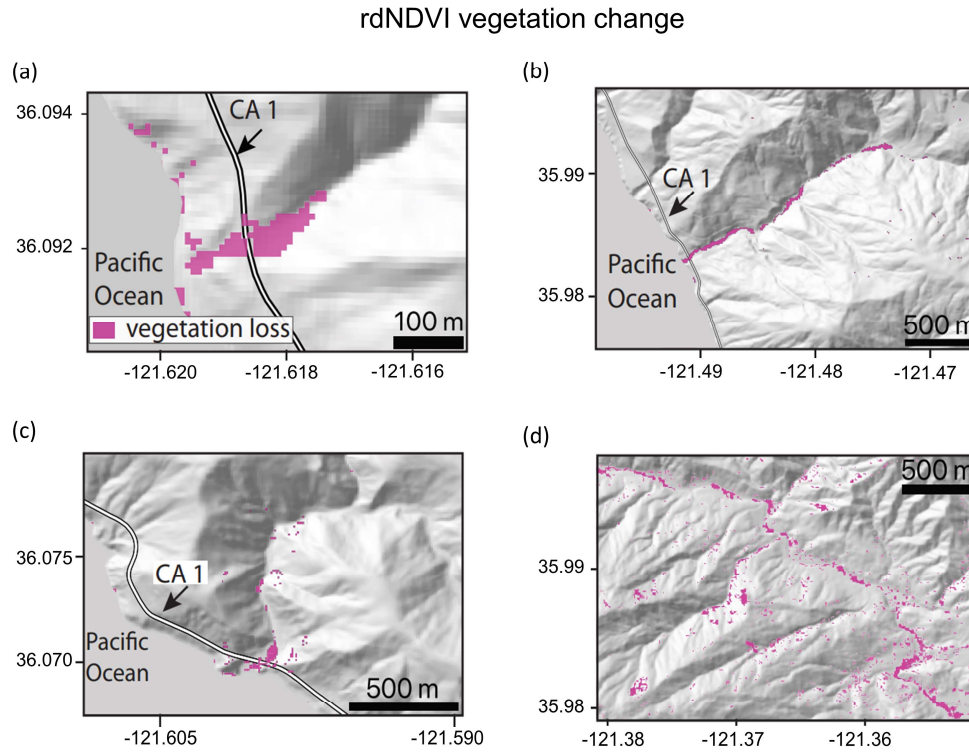 rdNDVI vegetation change
(a)
36.094
36.092
CA 1
Pacific
Ocean
vegetation loss
100 m
-121.620
-121.618
-121.616
(b)
35.99
35.98
CA 1
Pacific
Ocean
500 m
-121.49
-121.48
-121.47
(c)
36.075
36.070
CA 1
Pacific
Ocean
500 m
-121.605
-121.590
(d)
500 m
35.99
35.98
-121.38
-121.37
-121.36